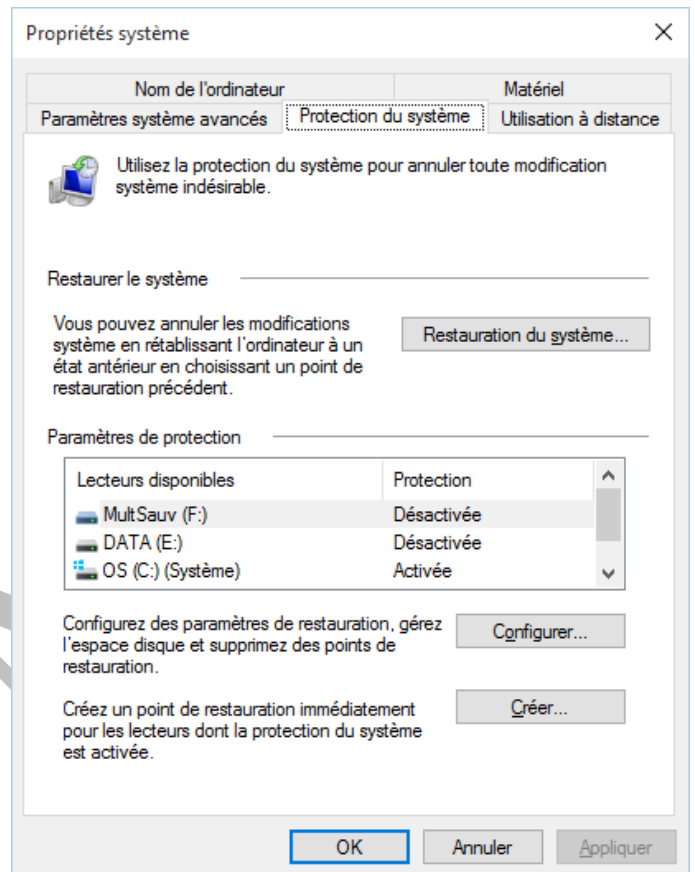 Propriétés système
Nom de l'ordinateur
Matériel
Paramètres système avancés
Protection du système
Utilisation à distance
Utilisez la protection du système pour annuler toute modification
système indésirable.
Restaurer le système
Vous pouvez annuler les modifications
système en rétablissant l'ordinateur à un
état antérieur en choisissant un point de
restauration précédent.
Restauration du système...
Paramètres de protection
Lecteurs disponibles
Protection
MultSauv (F:)
Désactivée
DATA (E:)
Désactivée
OS (C:) (Système)
Activée
Configurez des paramètres de restauration, gérez
l'espace disque et supprimez des points de
restauration.
Configurer...
Créez un point de restauration immédiatement
pour les lecteurs dont la protection du système
est activée.
Créer...
OK
Annuler
Appliquer